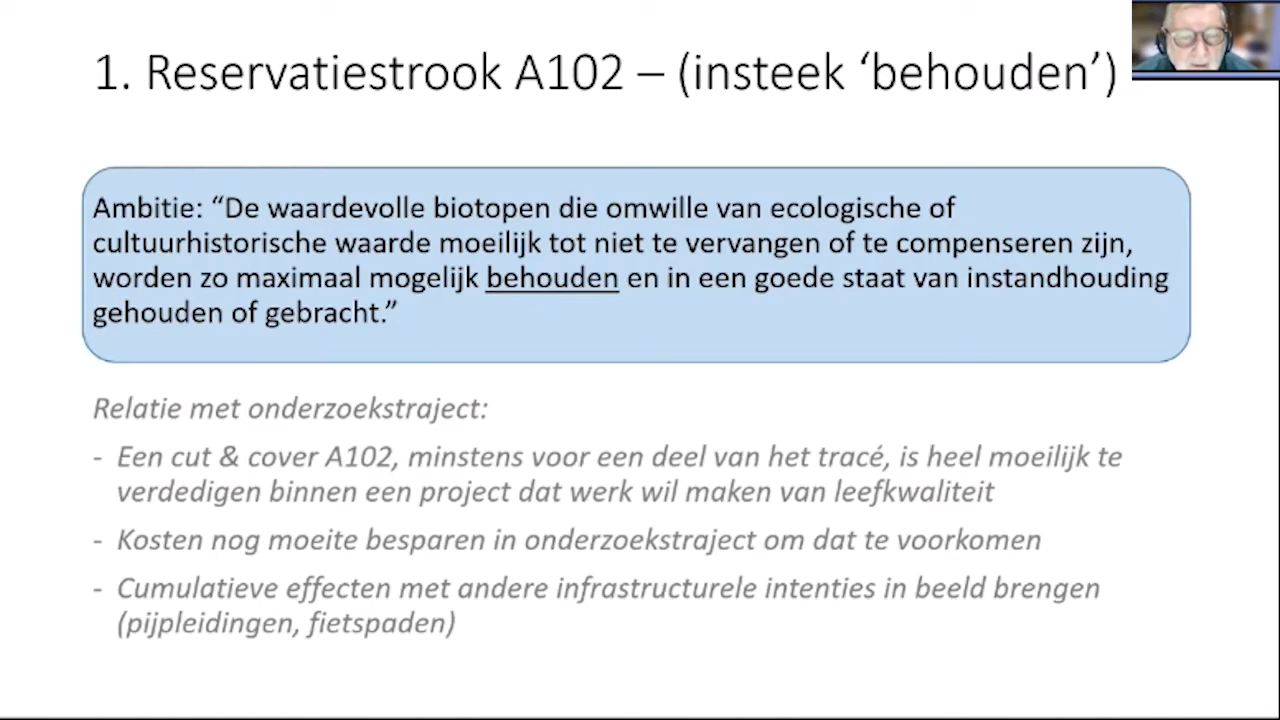 1. Reservatiestrook A102 – (insteek ‘behouden’)
Ambitie: “De waardevolle biotopen die omwille van ecologische of
cultuurhistorische waarde moeilijk tot niet te vervangen of te compenseren zijn,
worden zo maximaal mogelijk behouden en in een goede staat van instandhouding
gehouden of gebracht.”
Relatie met onderzoekstraject:
- Een cut & cover A102, minstens voor een deel van het tracé, is heel moeilijk te
verdedigen binnen een project dat werk wil maken van leefkwaliteit
- Kosten nog moeite besparen in onderzoekstraject om dat te voorkomen
- Cumulatieve effecten met andere infrastructurele intenties in beeld brengen
(pijpleidingen, fietspaden)